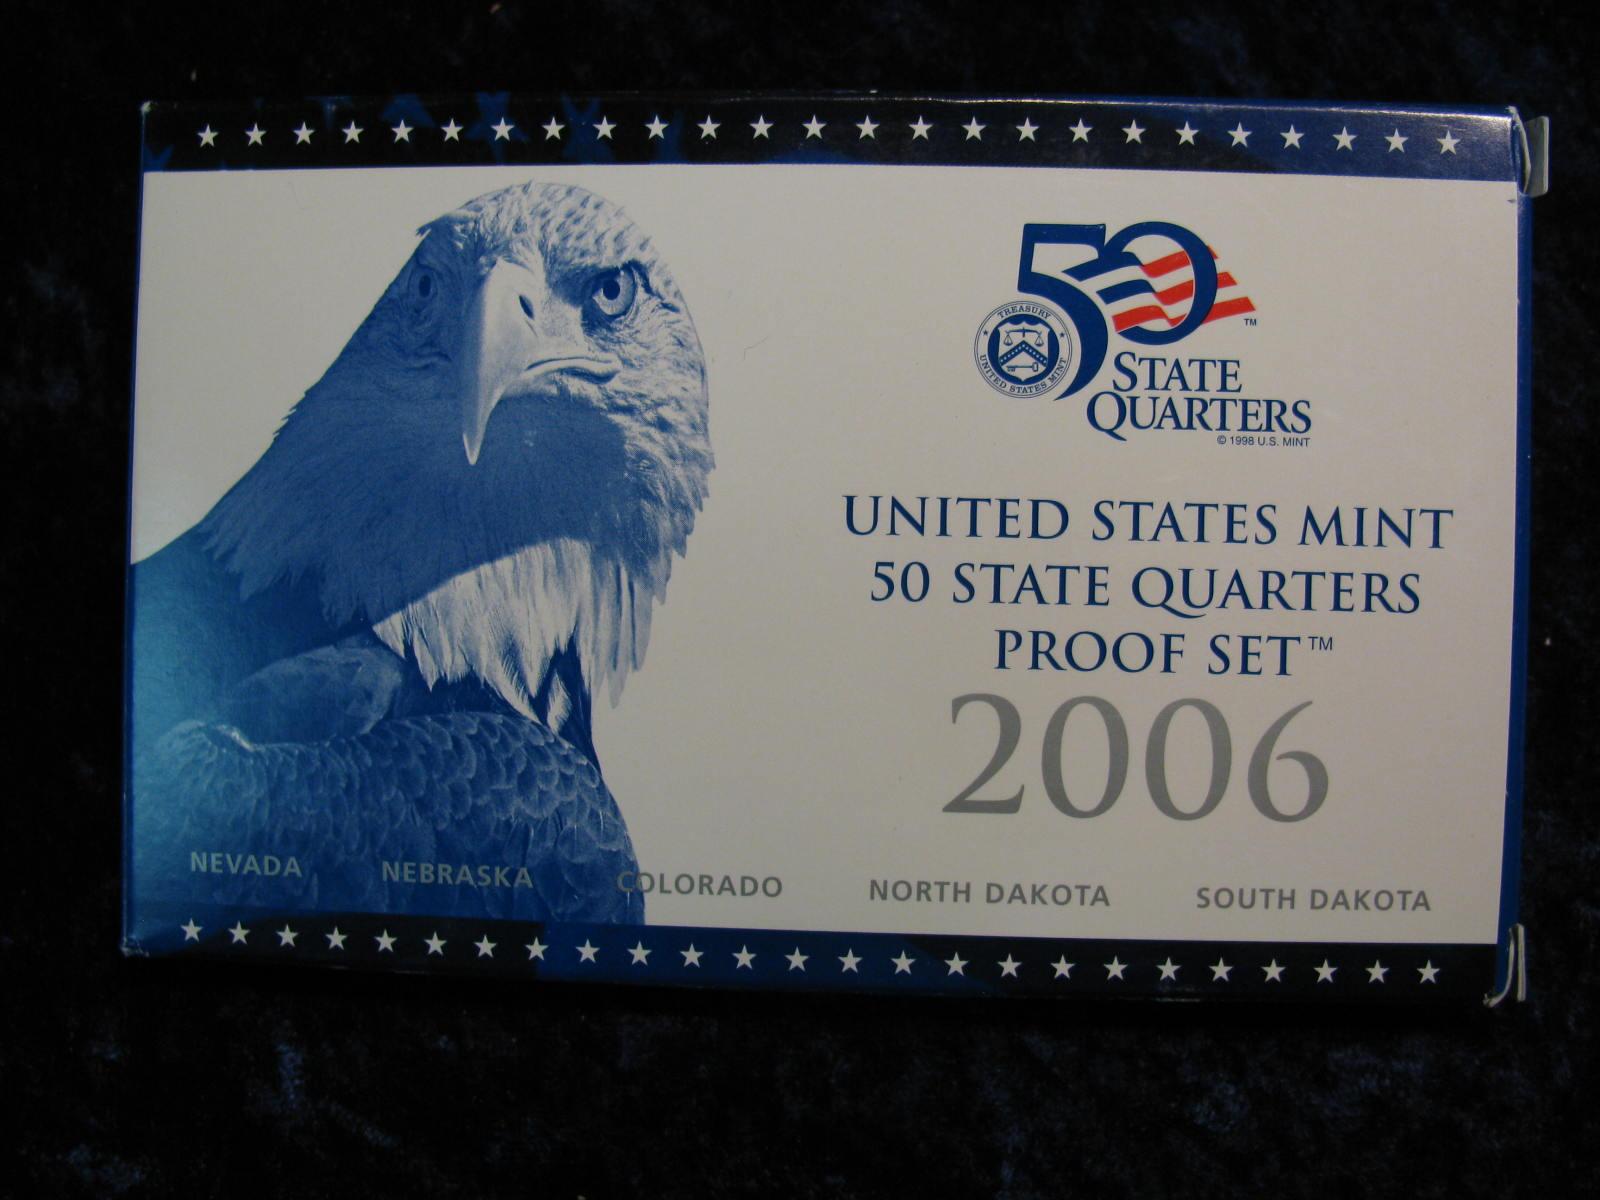 50
TM
TREASURY
UNITED STATES MINT
STATE
QUARTERS
© 1998 U.S. MINT
UNITED STATES MINT
50 STATE QUARTERS
PROOF SET™
2006
NEVADA NEBRASKA COLORADO NORTH DAKOTA SOUTH DAKOTA